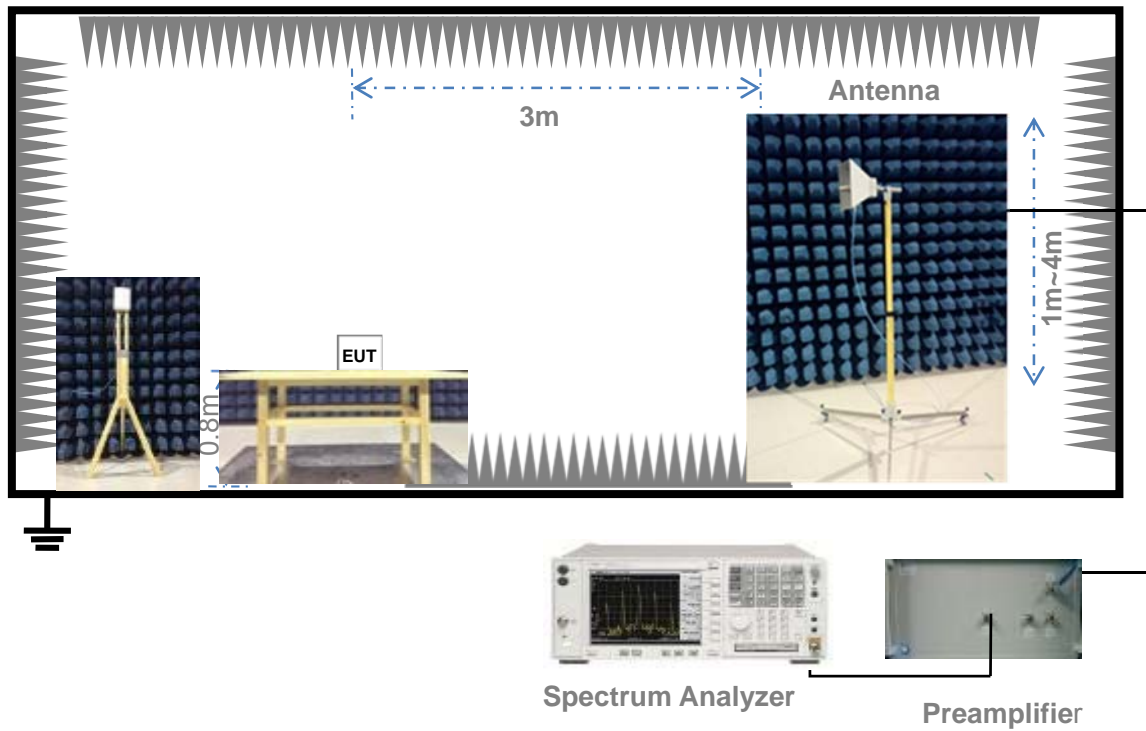 3m
Antenna
1m~4m
EUT
0.8m
Spectrum Analyzer
Preamplifier